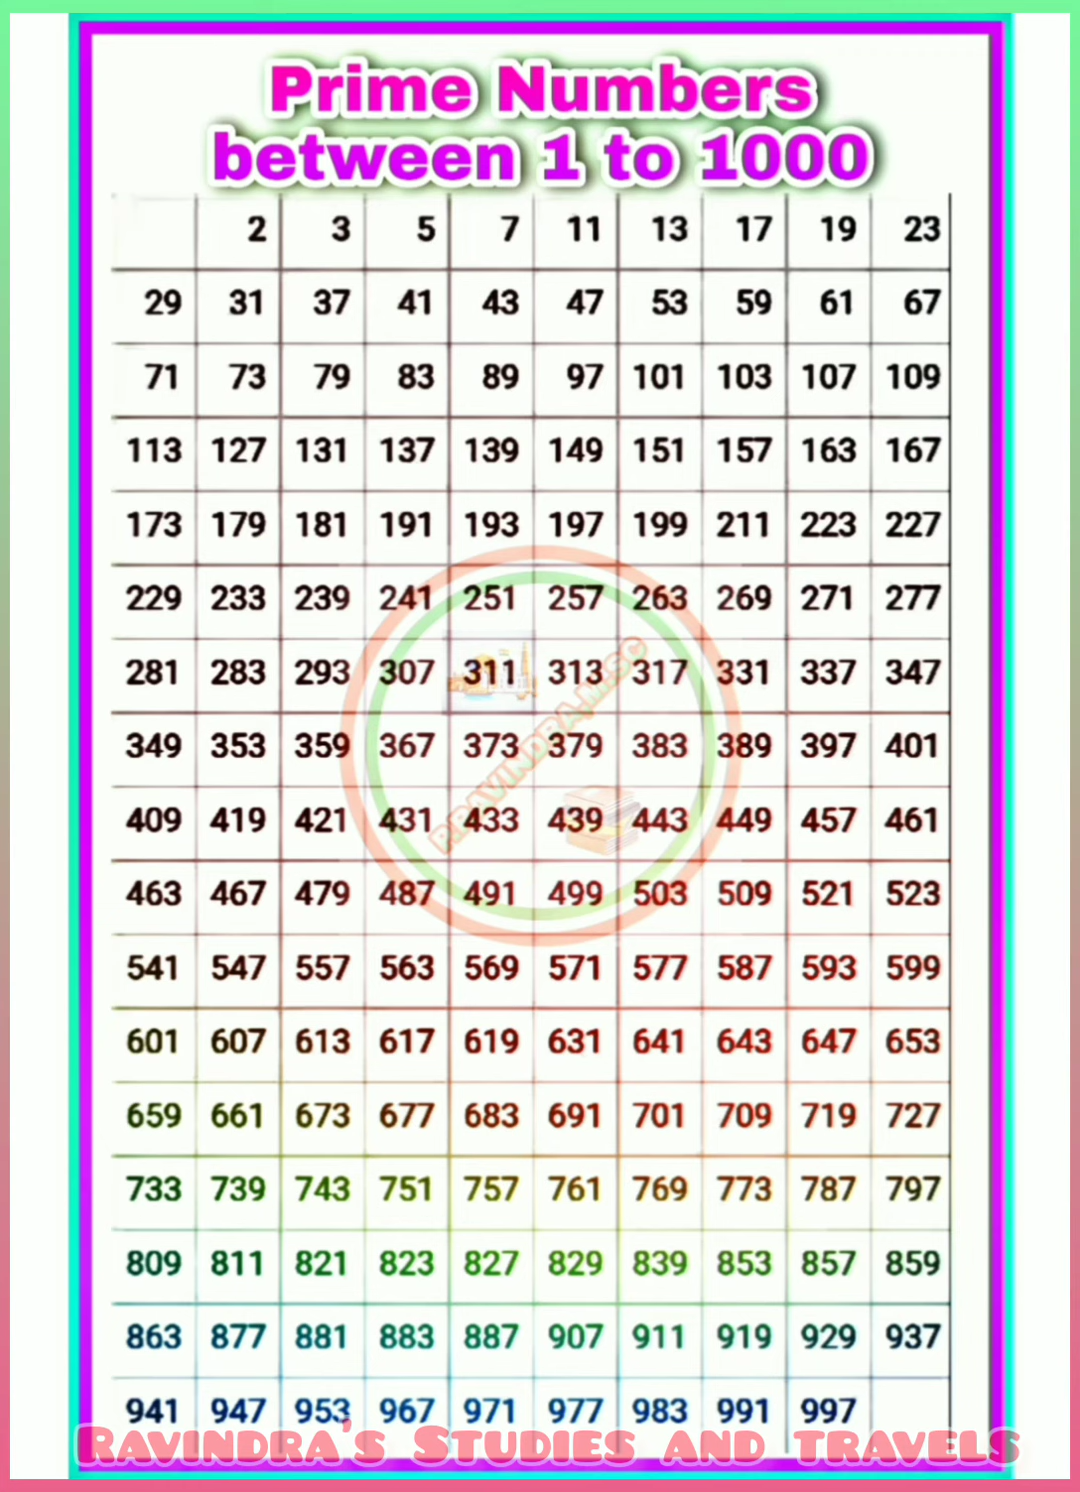 Prime Numbers
between 1 to 1000
2 3 5 7 11 13 17 19 23
29 31 37 41 43 47 53 59 61 67
71 73 79 83 89 97 101 103 107 109
113 127 131 137 139 149 151 157 163 167
173 179 181 191 193 197 199 211 223 227
229 233 239 241 251 257 263 269 271 277
281 283 293 307 311 313 317 331 337 347
349 353 359 367 373 379 383 389 397 401
409 419 421 431 433 439 443 449 457 461
463 467 479 487 491 499 503 509 521 523
541 547 557 563 569 571 577 587 593 599
601 607 613 617 619 631 641 643 647 653
659 661 673 677 683 691 701 709 719 727
733 739 743 751 757 761 769 773 787 797
809 811 821 823 827 829 839 853 857 859
863 877 881 883 887 907 911 919 929 937
941 947 953 967 971 977 983 991 997
RRAVINDRA,M.SC
Ravindra's Studies and travels